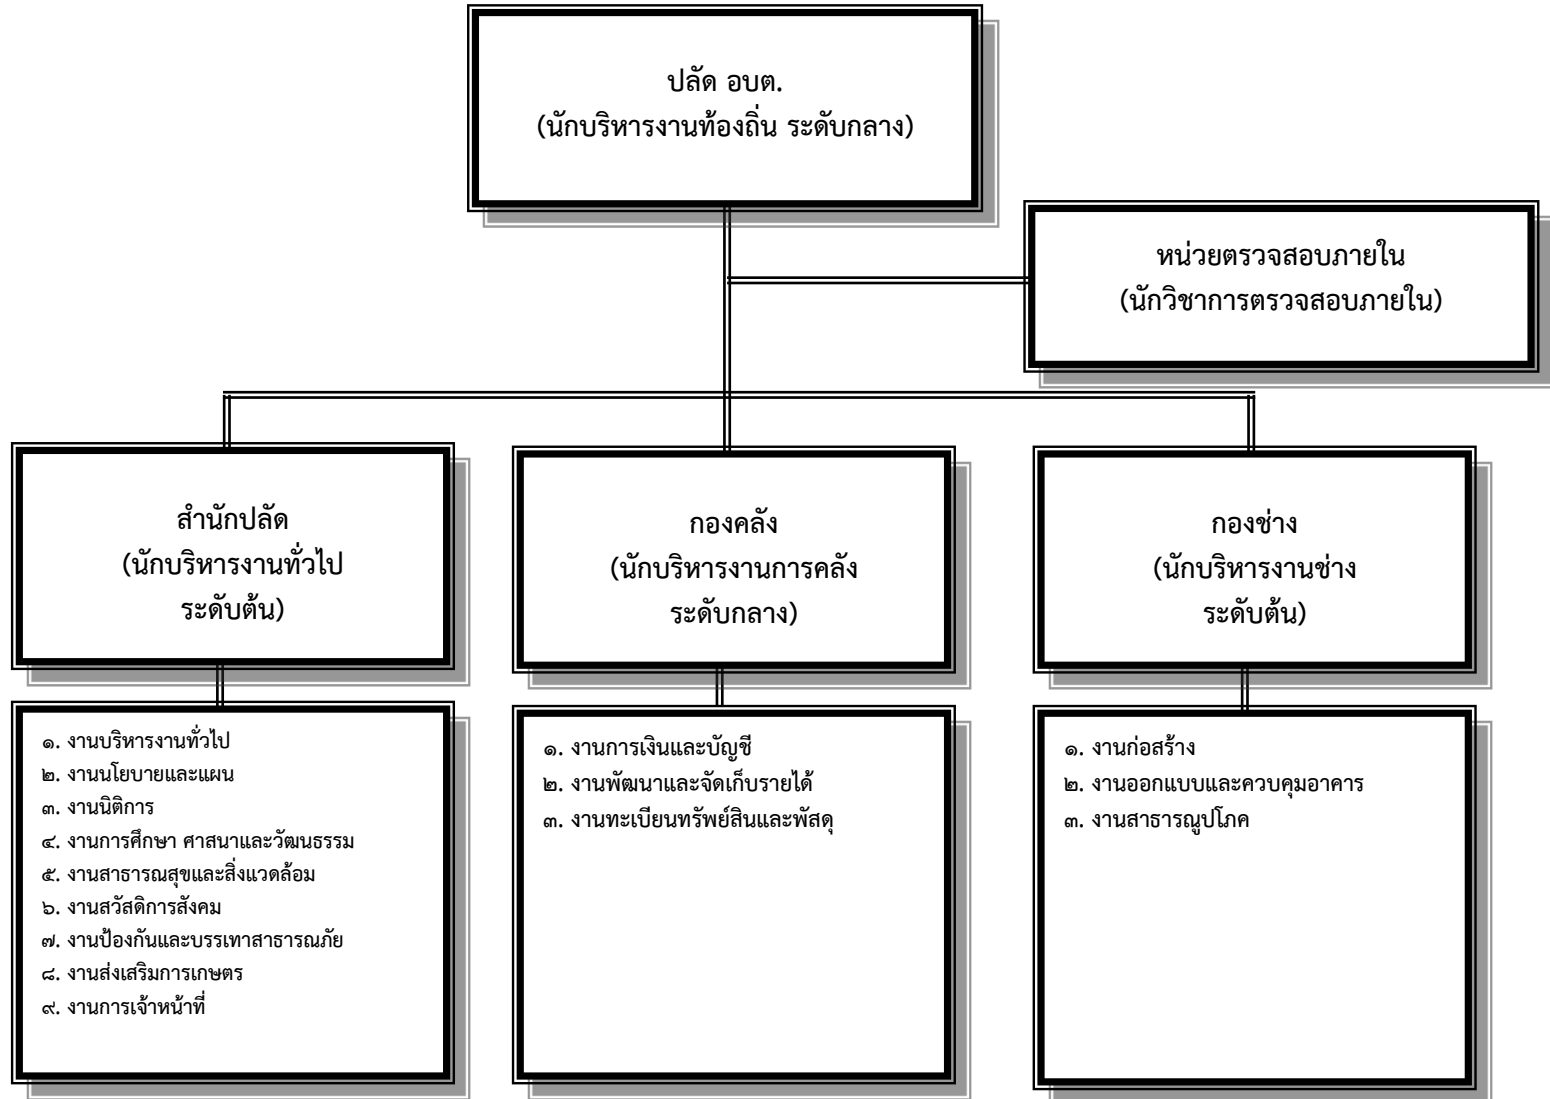 ปลัด อบต.
(นักบริหารงานท้องถิ่น ระดับกลาง)
หน่วยตรวจสอบภายใน
(นักวิชาการตรวจสอบภายใน)
สำนักปลัด
(นักบริหารงานทั่วไป
ระดับต้น)
กองคลัง
(นักบริหารงานการคลัง
ระดับกลาง)
กองช่าง
(นักบริหารงานช่าง
ระดับต้น)
๑. งานบริหารงานทั่วไป
๒. งานนโยบายและแผน
๓. งานนิติการ
๔. งานการศึกษา ศาสนาและวัฒนธรรม
๕. งานสาธารณสุขและสิ่งแวดล้อม
๖. งานสวัสดิการสังคม
๗. งานป้องกันและบรรเทาสาธารณภัย
๘. งานส่งเสริมการเกษตร
๙. งานการเจ้าหน้าที่
๑. งานการเงินและบัญชี
๒. งานพัฒนาและจัดเก็บรายได้
๓. งานทะเบียนทรัพย์สินและพัสดุ
๑. งานก่อสร้าง
๒. งานออกแบบและควบคุมอาคาร
๓. งานสาธารณูปโภค